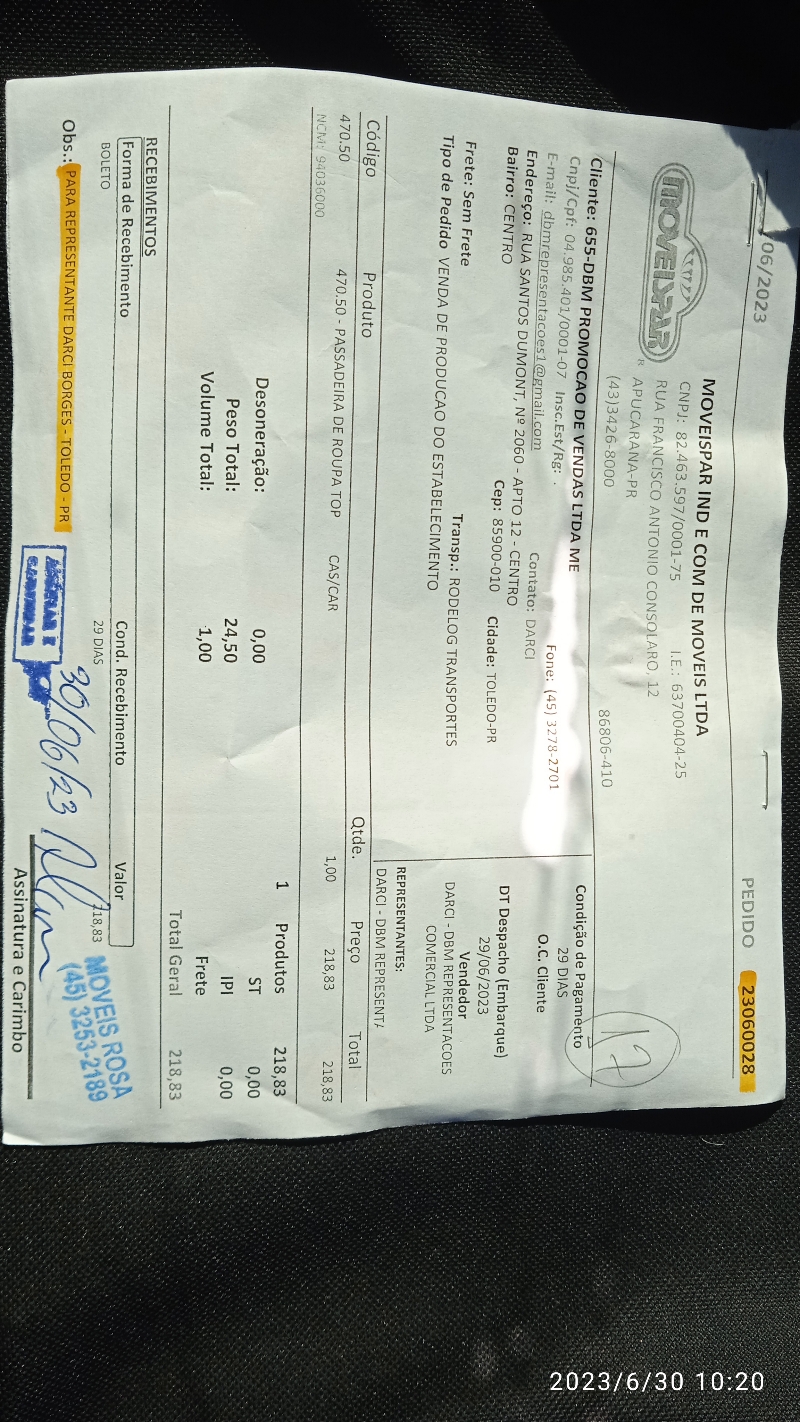 /06/2023
PEDIDO 23060028
MOVEISPAR
®
MOVEISPAR IND E COM DE MOVEIS LTDA
CNPJ: 82.463.597/0001-75 I.E.: 63700404-25
RUA FRANCISCO ANTONIO CONSOLARO, 12
APUCARANA-PR
(43)3426-8000 86806-410
17
Cliente: 655-DBM PROMOCAO DE VENDAS LTDA ME
Cnpj/Cpf: 04.985.401/0001-07 Insc.Est/Rg: . Fone: (45) 3278-2701
E-mail: dbmrepresentacoes1@gmail.com Contato: DARCI
Endereço: RUA SANTOS DUMONT, Nº 2060 - APTO 12 - CENTRO
Bairro: CENTRO Cep: 85900-010 Cidade: TOLEDO-PR
Frete: Sem Frete Transp.: RODELOG TRANSPORTES
Tipo de Pedido VENDA DE PRODUCAO DO ESTABELECIMENTO
Condição de Pagamento
29 DIAS
O.C. Cliente
DT Despacho (Embarque)
29/06/2023
Vendedor
DARCI - DBM REPRESENTACOES
COMERCIAL LTDA
REPRESENTANTES:
DARCI - DBM REPRESENTA
Código Produto Qtde. Preço Total
470.50 470.50 - PASSADEIRA DE ROUPA TOP CAS/CAR 1,00 218,83 218,83
NCM: 94036000
1 Produtos 218,83
Desoneração: 0,00 ST 0,00
Peso Total: 24,50 IPI 0,00
Volume Total: 1,00 Frete
Total Geral 218,83
RECEBIMENTOS
Forma de Recebimento Cond. Recebimento Valor
BOLETO 29 DIAS 218,83
Obs.: PARA REPRESENTANTE DARCI BORGES - TOLEDO - PR
30/06/23
MOVEIS ROSA
(45) 3253-2189
Assinatura e Carimbo
2023/6/30 10:20